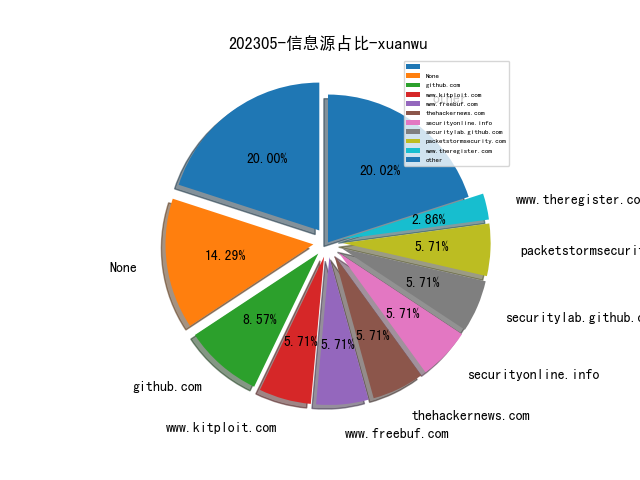 202305-信息源占比-xuanwu
None
github.com
www.kitploit.com
www.freebuf.com
thehackernews.com
securityonline.info
securitylab.github.com
packetstormsecurity.com
www.theregister.com
other
other
20.00%
20.02%
www.theregister.co
2.86%
packetstormsecurit
5.71%
14.29%
None
5.71%
securitylab.github.c
5.71%
8.57%
5.71%
5.71%
5.71%
securityonline.info
github.com
thehackernews.com
www.kitploit.com
www.freebuf.com